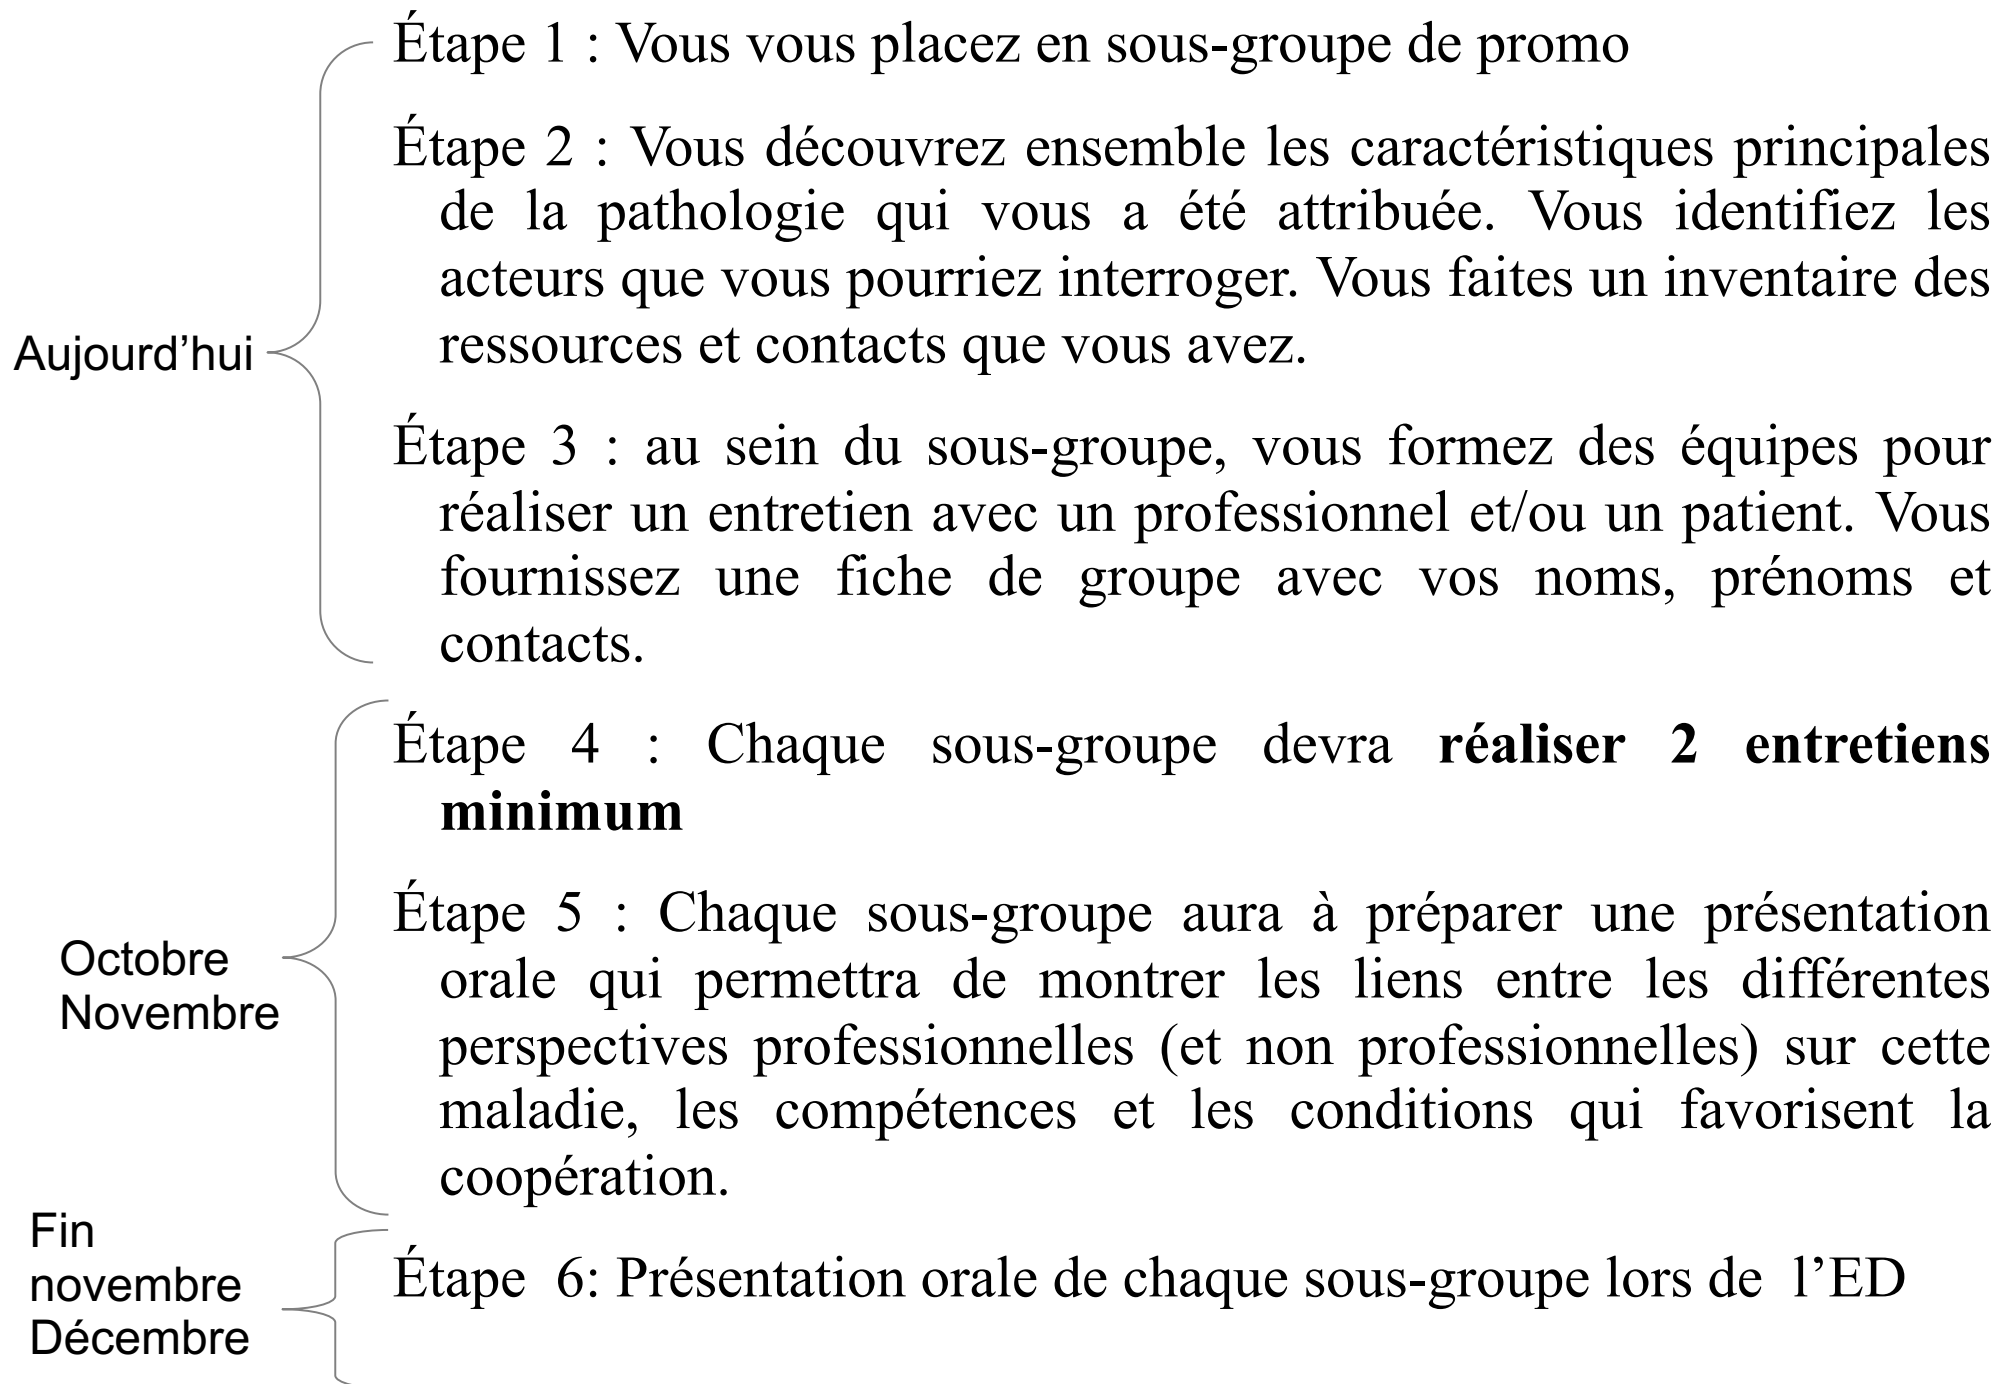 Étape 1 : Vous vous placez en sous-groupe de promo
Étape 2 : Vous découvrez ensemble les caractéristiques principales
de la pathologie qui vous a été attribuée. Vous identifiez les
acteurs que vous pourriez interroger. Vous faites un inventaire des
ressources et contacts que vous avez.
Aujourd’hui
Étape 3 : au sein du sous-groupe, vous formez des équipes pour
réaliser un entretien avec un professionnel et/ou un patient. Vous
fournissez une fiche de groupe avec vos noms, prénoms et
contacts.
Étape 4 : Chaque sous-groupe devra réaliser 2 entretiens
minimum
Étape 5 : Chaque sous-groupe aura à préparer une présentation
orale qui permettra de montrer les liens entre les différentes
perspectives professionnelles (et non professionnelles) sur cette
maladie, les compétences et les conditions qui favorisent la
coopération.
Octobre
Novembre
Fin
novembre
Décembre
Étape 6: Présentation orale de chaque sous-groupe lors de l’ED